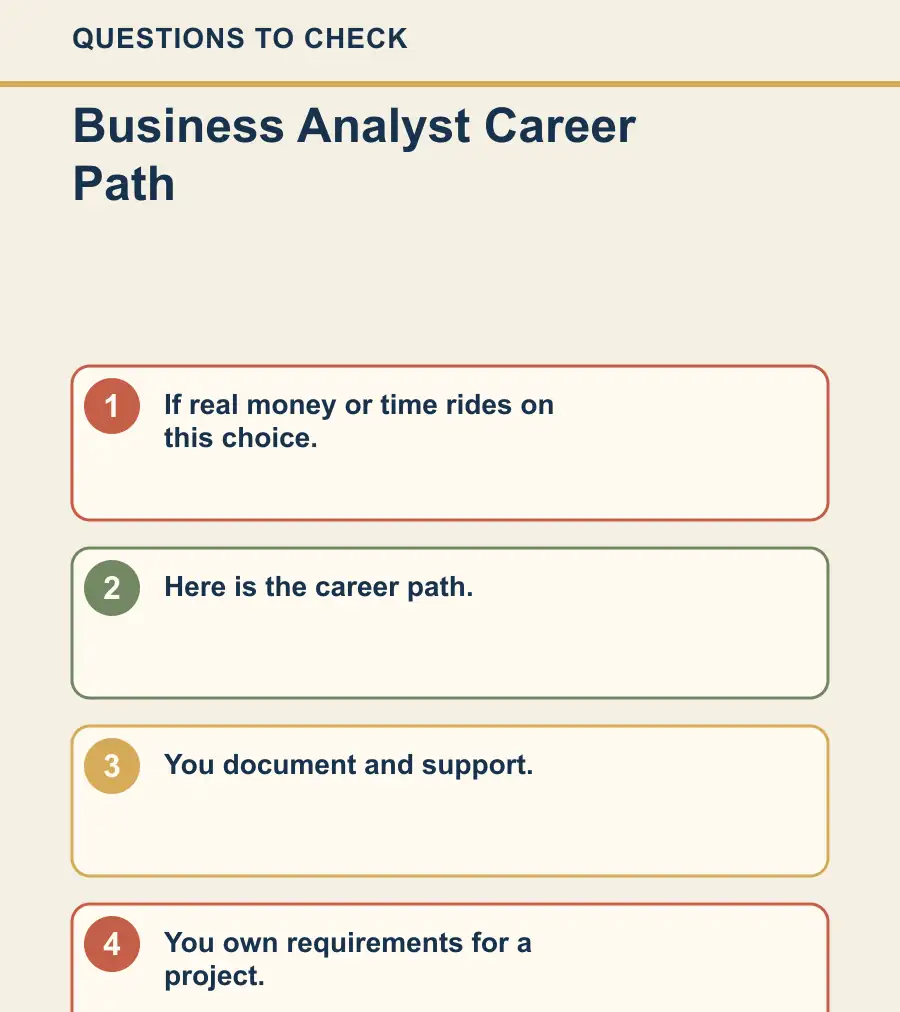 QUESTIONS TO CHECK
Business Analyst Career
Path
1
If real money or time rides on
this choice.
2
Here is the career path.
3
You document and support.
4
You own requirements for a
project.